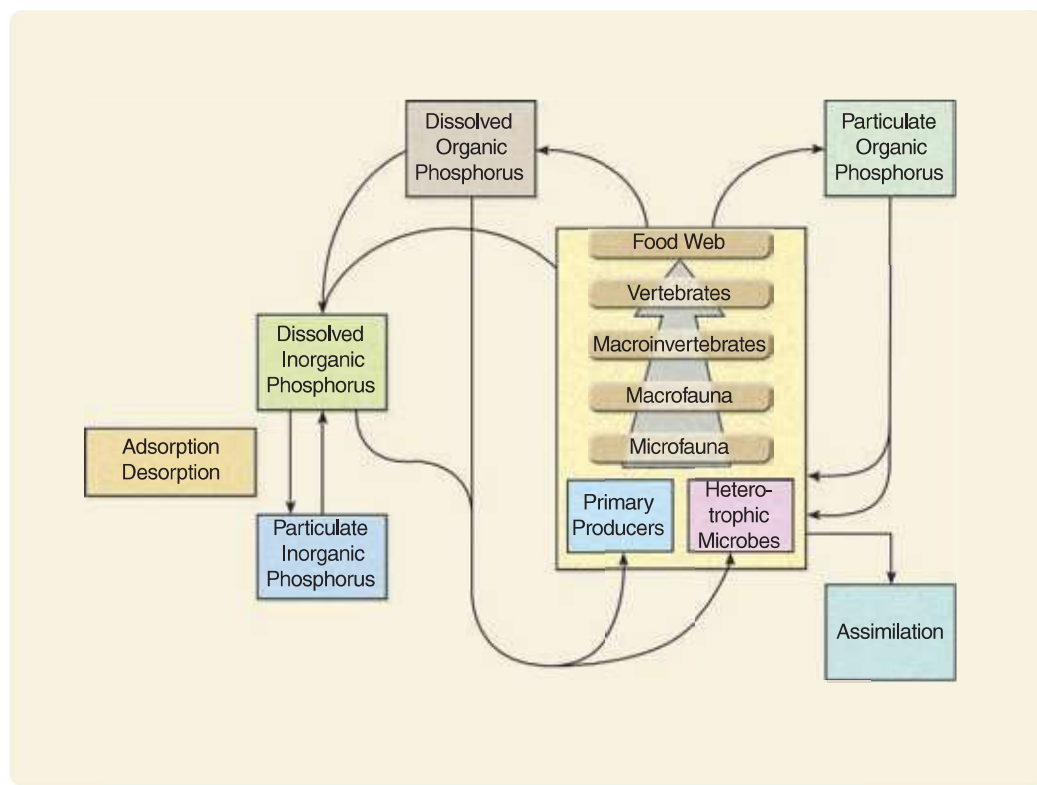 Dissolved
Organic
Phosphorus
Particulate
Organic
Phosphorus
Food Web
Vertebrates
Macroinvertebrates
Macrofauna
Microfauna
Dissolved
Inorganic
Phosphorus
Adsorption
Desorption
Particulate
Inorganic
Phosphorus
Primary
Producers
Hetero-
trophic
Microbes
Assimilation